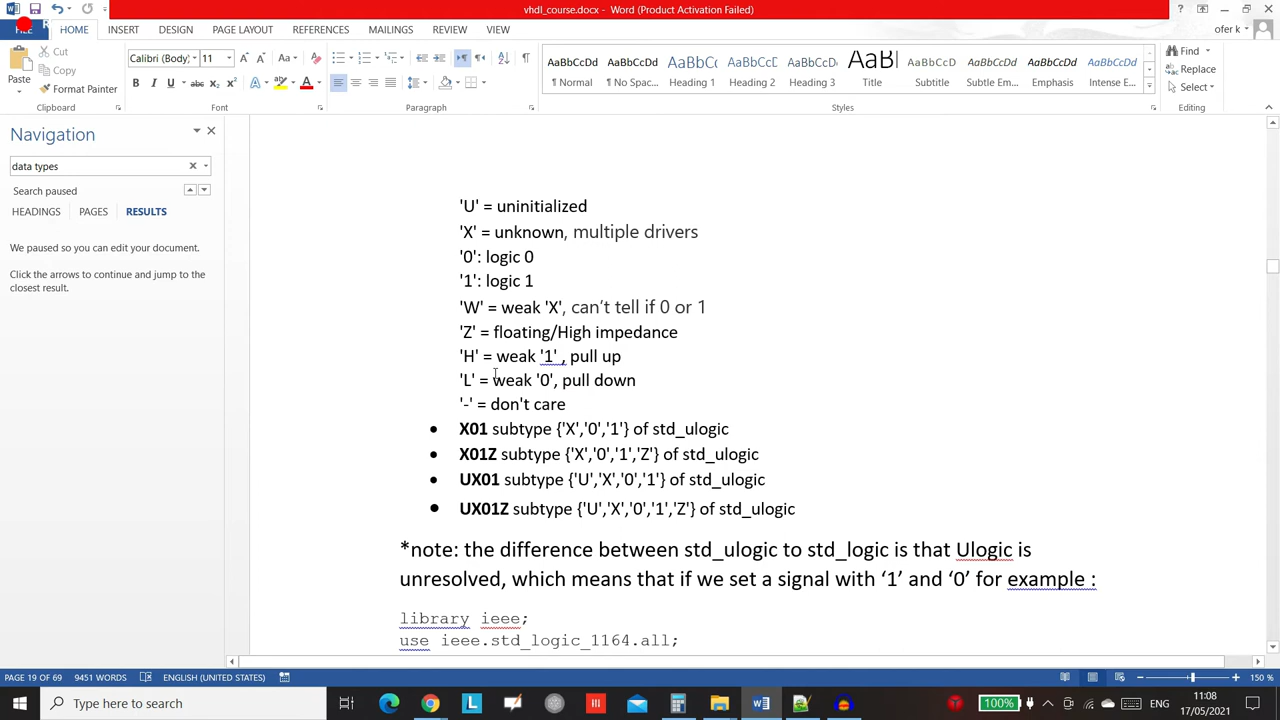 vhdl_course.docx - Word (Product Activation Failed)
FILE HOME INSERT DESIGN PAGE LAYOUT REFERENCES MAILINGS REVIEW VIEW
ofer k
Paste
Cut
Copy
Format Painter
Clipboard
Calibri (Body) 11
Font
Paragraph
AaBbCcDd AaBbCcDd AaBbCc AaBbCcD AaBbCcDd AaBl AaBbCcD AaBbCcDd AaBbCcDd AaBbCcDd
¶ Normal ¶ No Spac... Heading 1 Heading 2 Heading 3 Title Subtitle Subtle Em... Emphasis Intense E...
Styles
Find
Replace
Select
Editing
Navigation
data types
Search paused
HEADINGS PAGES RESULTS
We paused so you can edit your document.
Click the arrows to continue and jump to the
closest result.
'U' = uninitialized
'X' = unknown, multiple drivers
'0': logic 0
'1': logic 1
'W' = weak 'X', can’t tell if 0 or 1
'Z' = floating/High impedance
'H' = weak '1' , pull up
'L' = weak '0', pull down
'-' = don't care
• X01 subtype {'X','0','1'} of std_ulogic
• X01Z subtype {'X','0','1','Z'} of std_ulogic
• UX01 subtype {'U','X','0','1'} of std_ulogic
• UX01Z subtype {'U','X','0','1','Z'} of std_ulogic
*note: the difference between std_ulogic to std_logic is that Ulogic is
unresolved, which means that if we set a signal with ‘1’ and ‘0’ for example :
library ieee;
use ieee.std_logic_1164.all;
PAGE 19 OF 69 9451 WORDS ENGLISH (UNITED STATES) 150 %
Type here to search
100%
ENG
11:08
17/05/2021